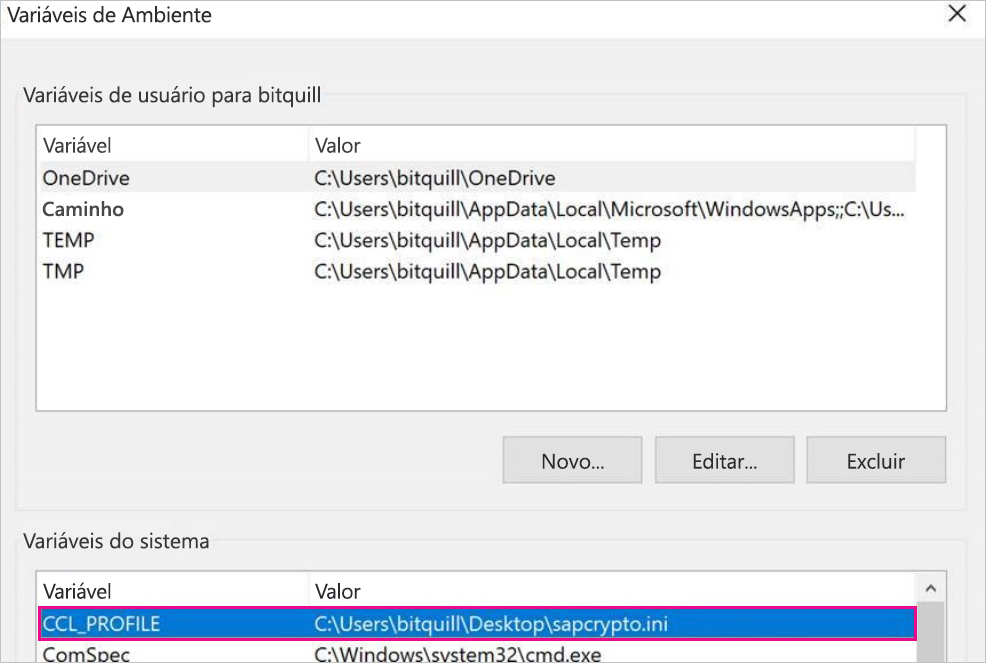 Variáveis de Ambiente
Variáveis de usuário para bitquill
Variável Valor
OneDrive C:\Users\bitquill\OneDrive
Caminho C:\Users\bitquill\AppData\Local\Microsoft\WindowsApps;;C:\Us...
TEMP C:\Users\bitquill\AppData\Local\Temp
TMP C:\Users\bitquill\AppData\Local\Temp
Novo... Editar... Excluir
Variáveis do sistema
Variável Valor
CCL_PROFILE C:\Users\bitquill\Desktop\sapcrypto.ini
ComSpec C:\Windows\system32\cmd.exe